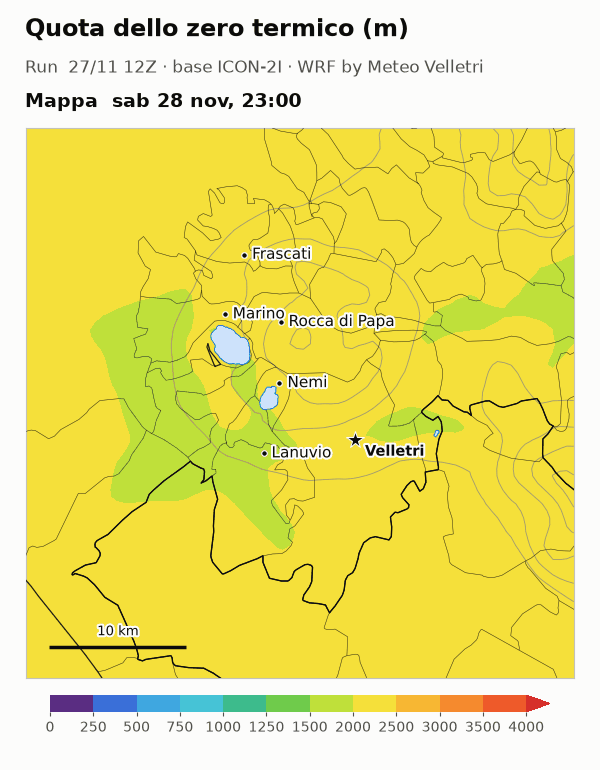 Quota dello zero termico (m)
Run  27/11 12Z · base ICON-2I · WRF by Meteo Velletri
Mappa  sab 28 nov, 23:00
Frascati
Marino
Rocca di Papa
Nemi
Lanuvio
Velletri
10 km
0 250 500 750 1000 1250 1500 2000 2500 3000 3500 4000